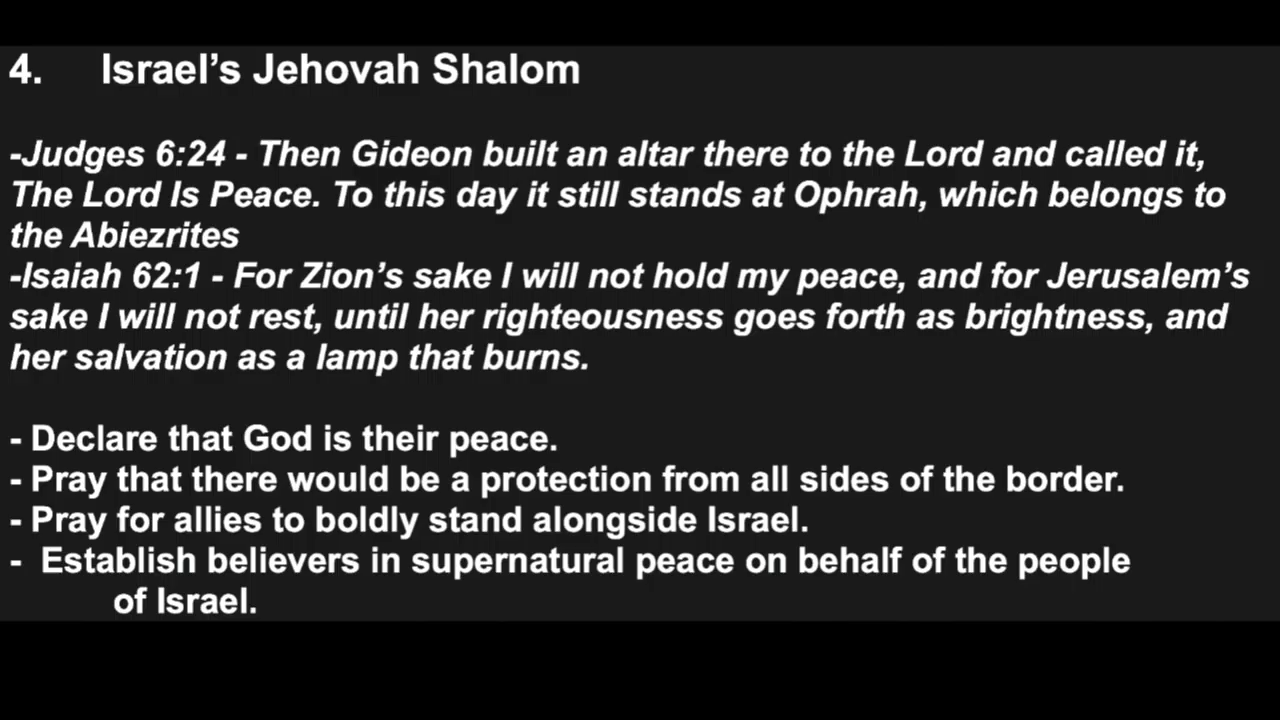 4. Israel’s Jehovah Shalom
-Judges 6:24 - Then Gideon built an altar there to the Lord and called it,
The Lord Is Peace. To this day it still stands at Ophrah, which belongs to
the Abiezrites
-Isaiah 62:1 - For Zion’s sake I will not hold my peace, and for Jerusalem’s
sake I will not rest, until her righteousness goes forth as brightness, and
her salvation as a lamp that burns.
- Declare that God is their peace.
- Pray that there would be a protection from all sides of the border.
- Pray for allies to boldly stand alongside Israel.
- Establish believers in supernatural peace on behalf of the people
of Israel.